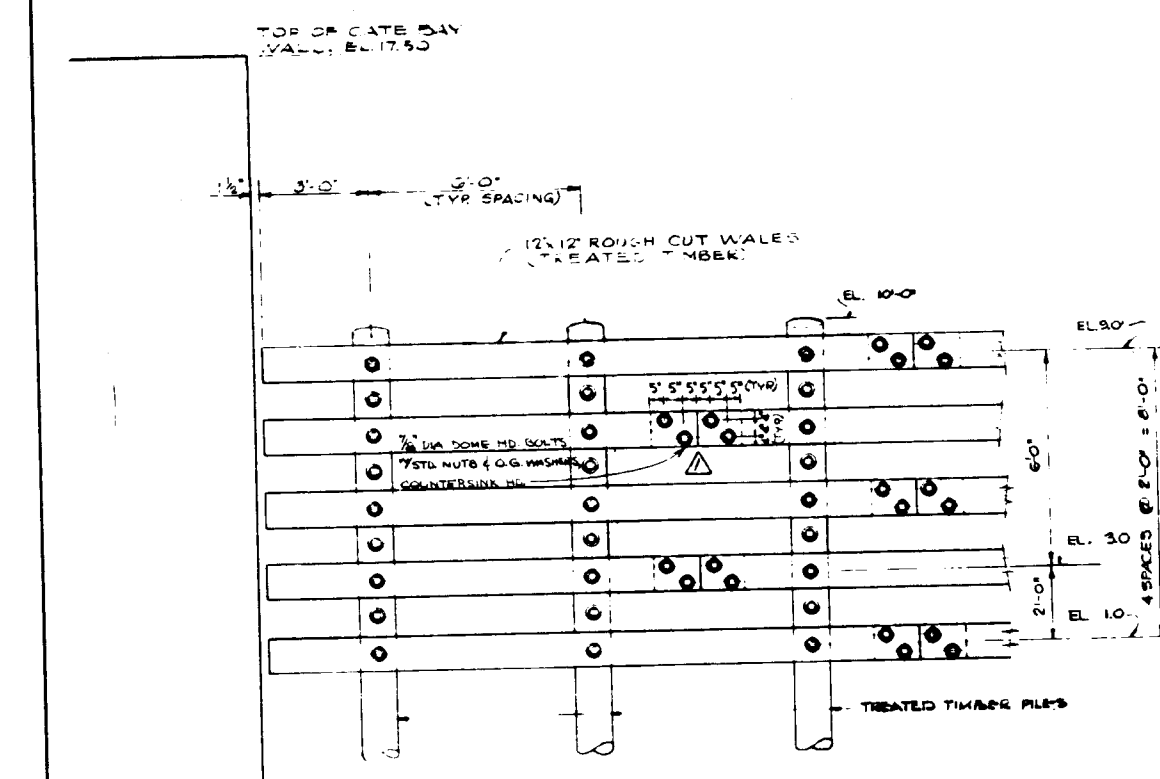 TOP OF GATE BAY
WALL, EL. 17.50
1½" 3'-0" 6'-0"
(TYP. SPACING)
12"x12" ROUGH CUT WALES
(TREATED TIMBER)
EL. 10'-0"
EL 9.0'
5" 5" 5" 5" 5" 5" (TYP)
(TYP)
7/8" DIA DOME HD. BOLTS
W/STD. NUTS & O.G. WASHERS,
COUNTERSINK HD.
1
6'-0"
4 SPACES @ 2'-0" = 8'-0"
EL. 3.0
2'-0"
EL 1.0
TREATED TIMBER PILES